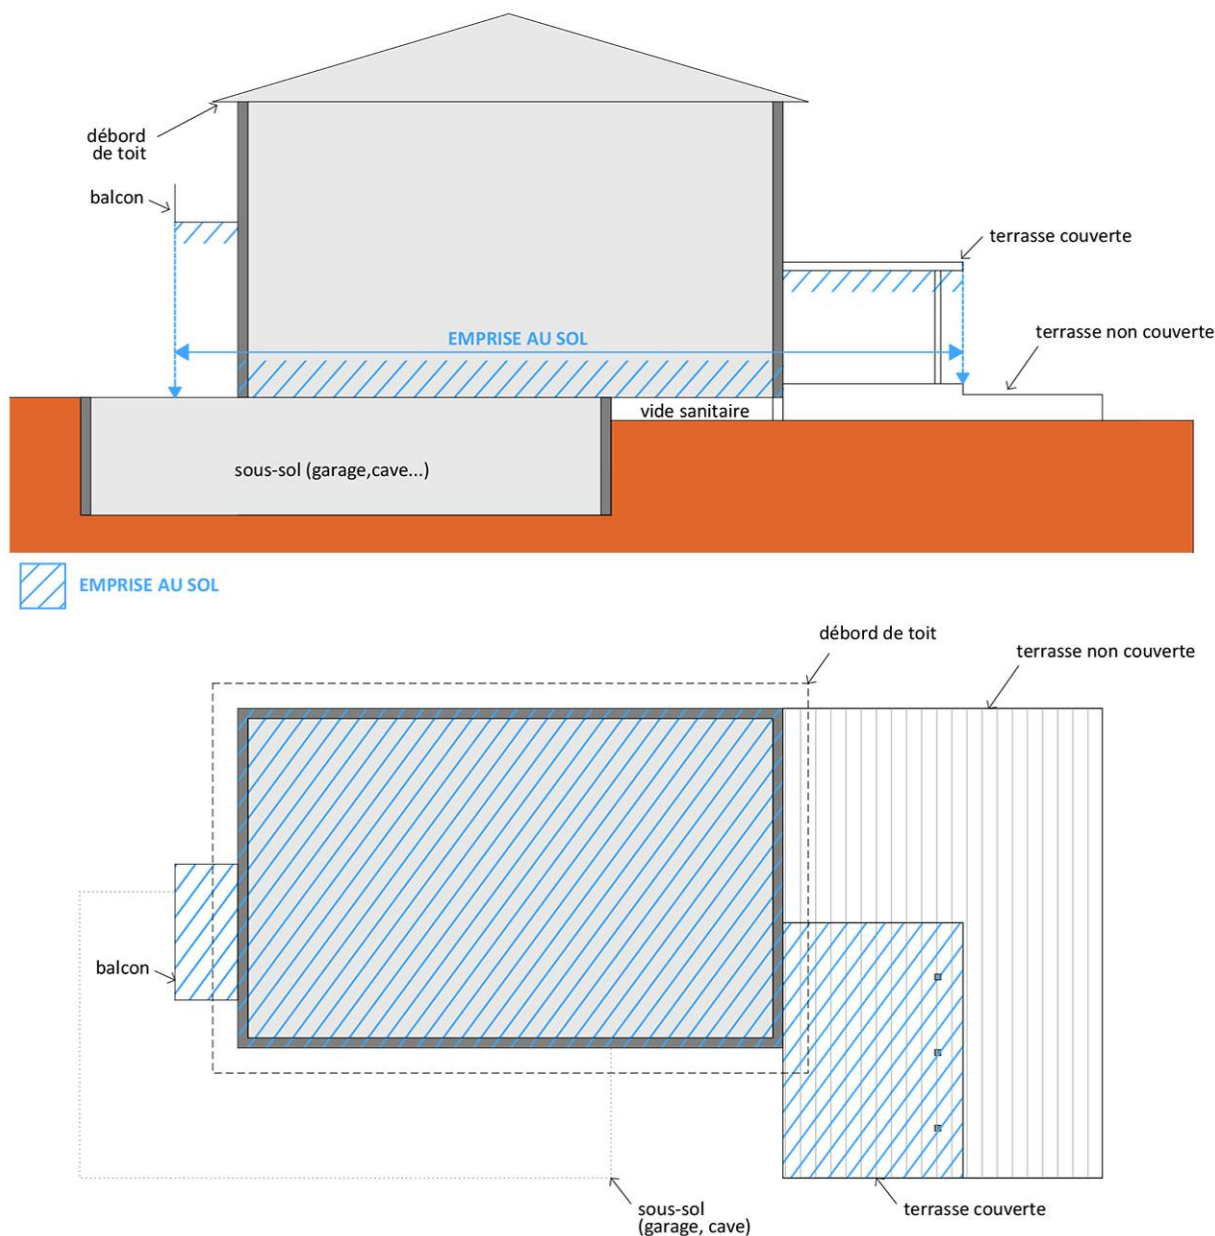 débord
de toit
balcon
terrasse couverte
terrasse non couverte
EMPRISE AU SOL
vide sanitaire
sous-sol (garage,cave...)
EMPRISE AU SOL
débord de toit
terrasse non couverte
balcon
sous-sol
(garage, cave)
terrasse couverte